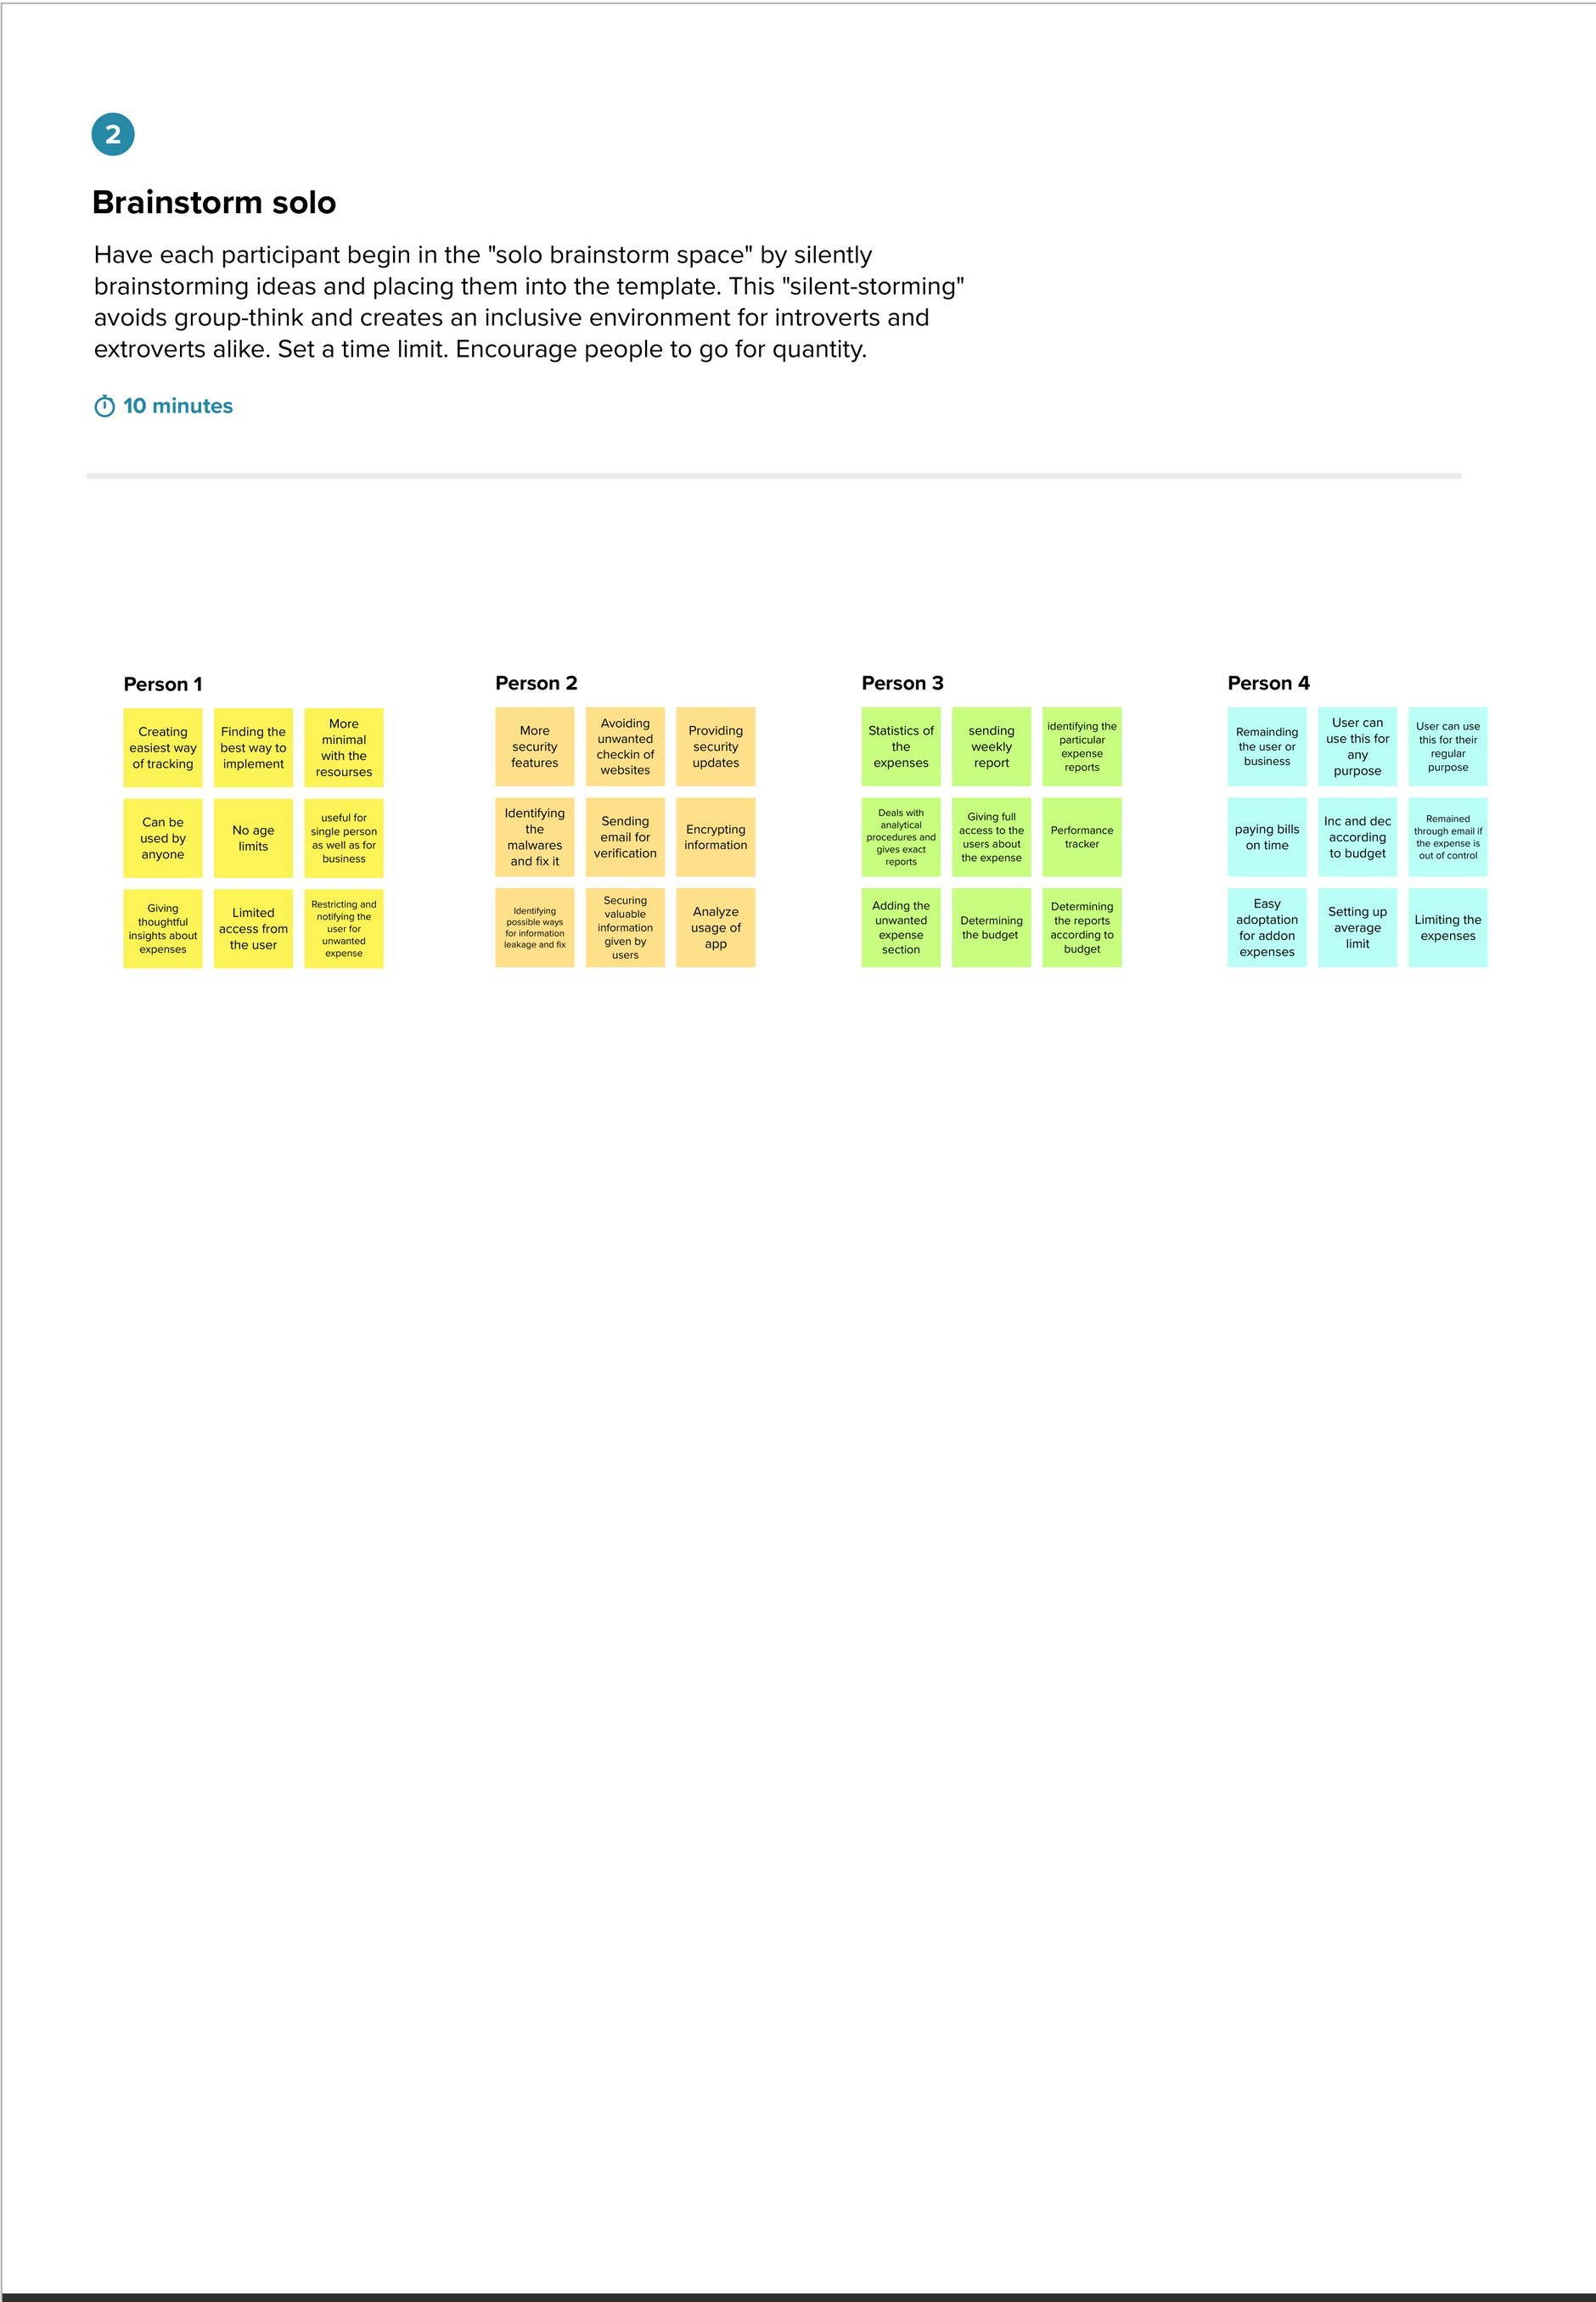 2
Brainstorm solo
Have each participant begin in the "solo brainstorm space" by silently
brainstorming ideas and placing them into the template. This "silent-storming"
avoids group-think and creates an inclusive environment for introverts and
extroverts alike. Set a time limit. Encourage people to go for quantity.
10 minutes
Person 1
Creating
easiest way
of tracking
Finding the
best way to
implement
More
minimal
with the
resourses
Can be
used by
anyone
No age
limits
useful for
single person
as well as for
business
Giving
thoughtful
insights about
expenses
Limited
access from
the user
Restricting and
notifying the
user for
unwanted
expense
Person 2
More
security
features
Avoiding
unwanted
checkin of
websites
Providing
security
updates
Identifying
the
malwares
and fix it
Sending
email for
verification
Encrypting
information
Identifying
possible ways
for information
leakage and fix
Securing
valuable
information
given by
users
Analyze
usage of
app
Person 3
Statistics of
the
expenses
sending
weekly
report
identifying the
particular
expense
reports
Deals with
analytical
procedures and
gives exact
reports
Giving full
access to the
users about
the expense
Performance
tracker
Adding the
unwanted
expense
section
Determining
the budget
Determining
the reports
according to
budget
Person 4
Remainding
the user or
business
User can
use this for
any
purpose
User can use
this for their
regular
purpose
paying bills
on time
Inc and dec
according
to budget
Remained
through email if
the expense is
out of control
Easy
adoptation
for addon
expenses
Setting up
average
limit
Limiting the
expenses